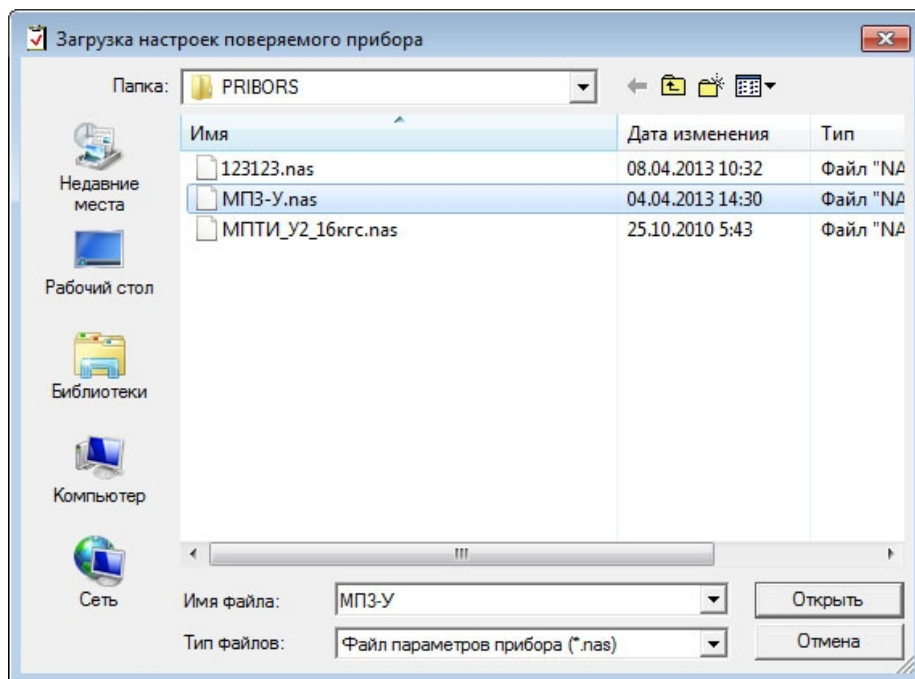 Загрузка настроек поверяемого прибора
Папка: PRIBORS
Имя Дата изменения Тип
123123.nas 08.04.2013 10:32 Файл "NA
МПЗ-У.nas 04.04.2013 14:30 Файл "NA
МПТИ_У2_16кгс.nas 25.10.2010 5:43 Файл "NA
Недавние
места
Рабочий стол
Библиотеки
Компьютер
Сеть
Имя файла: МПЗ-У Открыть
Тип файлов: Файл параметров прибора (*.nas) Отмена